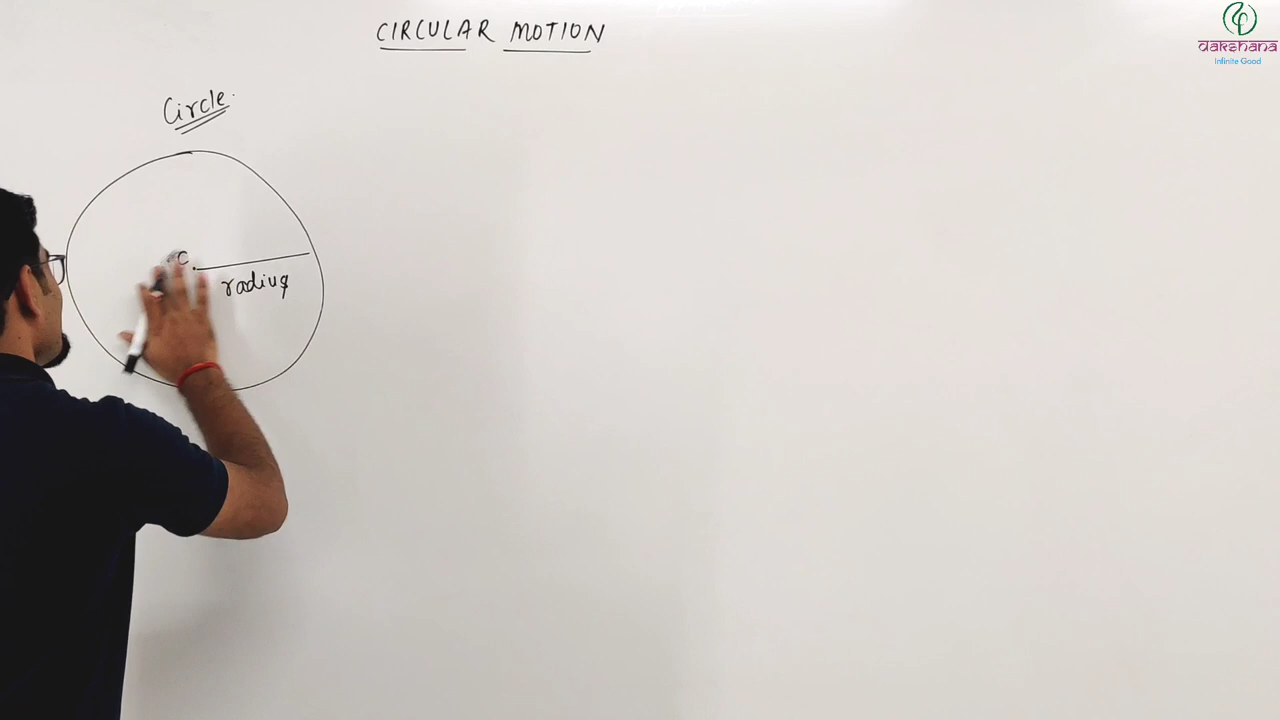 CIRCULAR MOTION
dakshana
Infinite Good
Circle.
C
radius